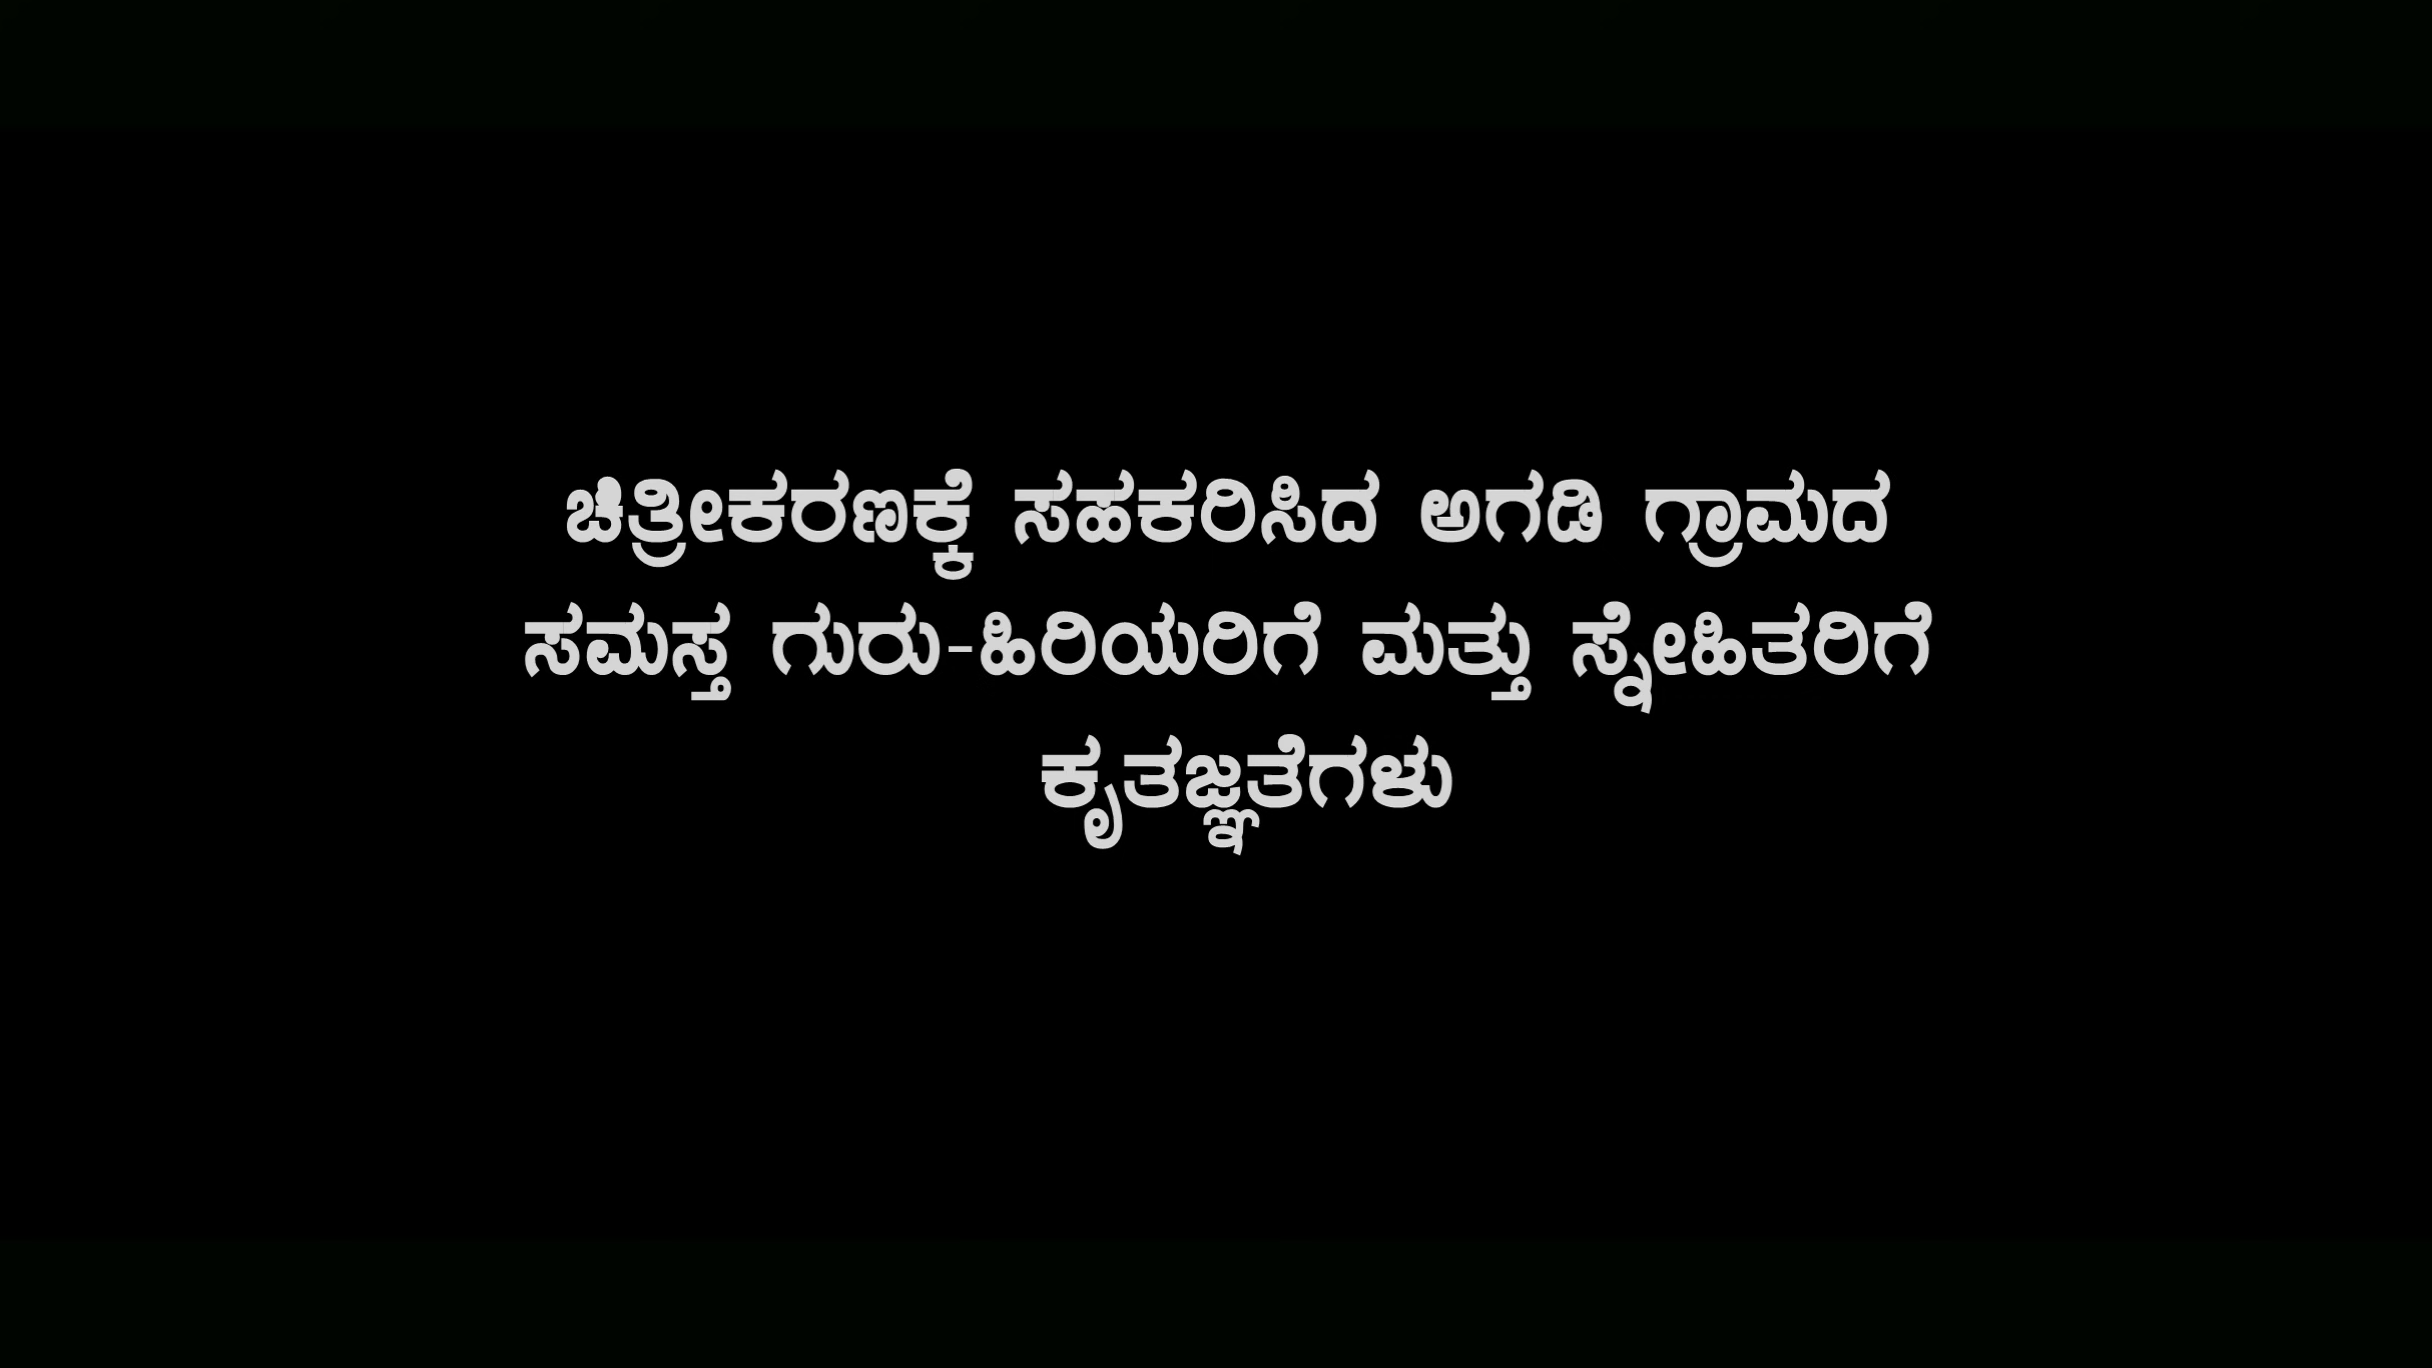 ಚಿತ್ರೀಕರಣಕ್ಕೆ ಸಹಕರಿಸಿದ ಅಗಡಿ ಗ್ರಾಮದ
ಸಮಸ್ತ ಗುರು-ಹಿರಿಯರಿಗೆ ಮತ್ತು ಸ್ನೇಹಿತರಿಗೆ
ಕೃತಜ್ಞತೆಗಳು